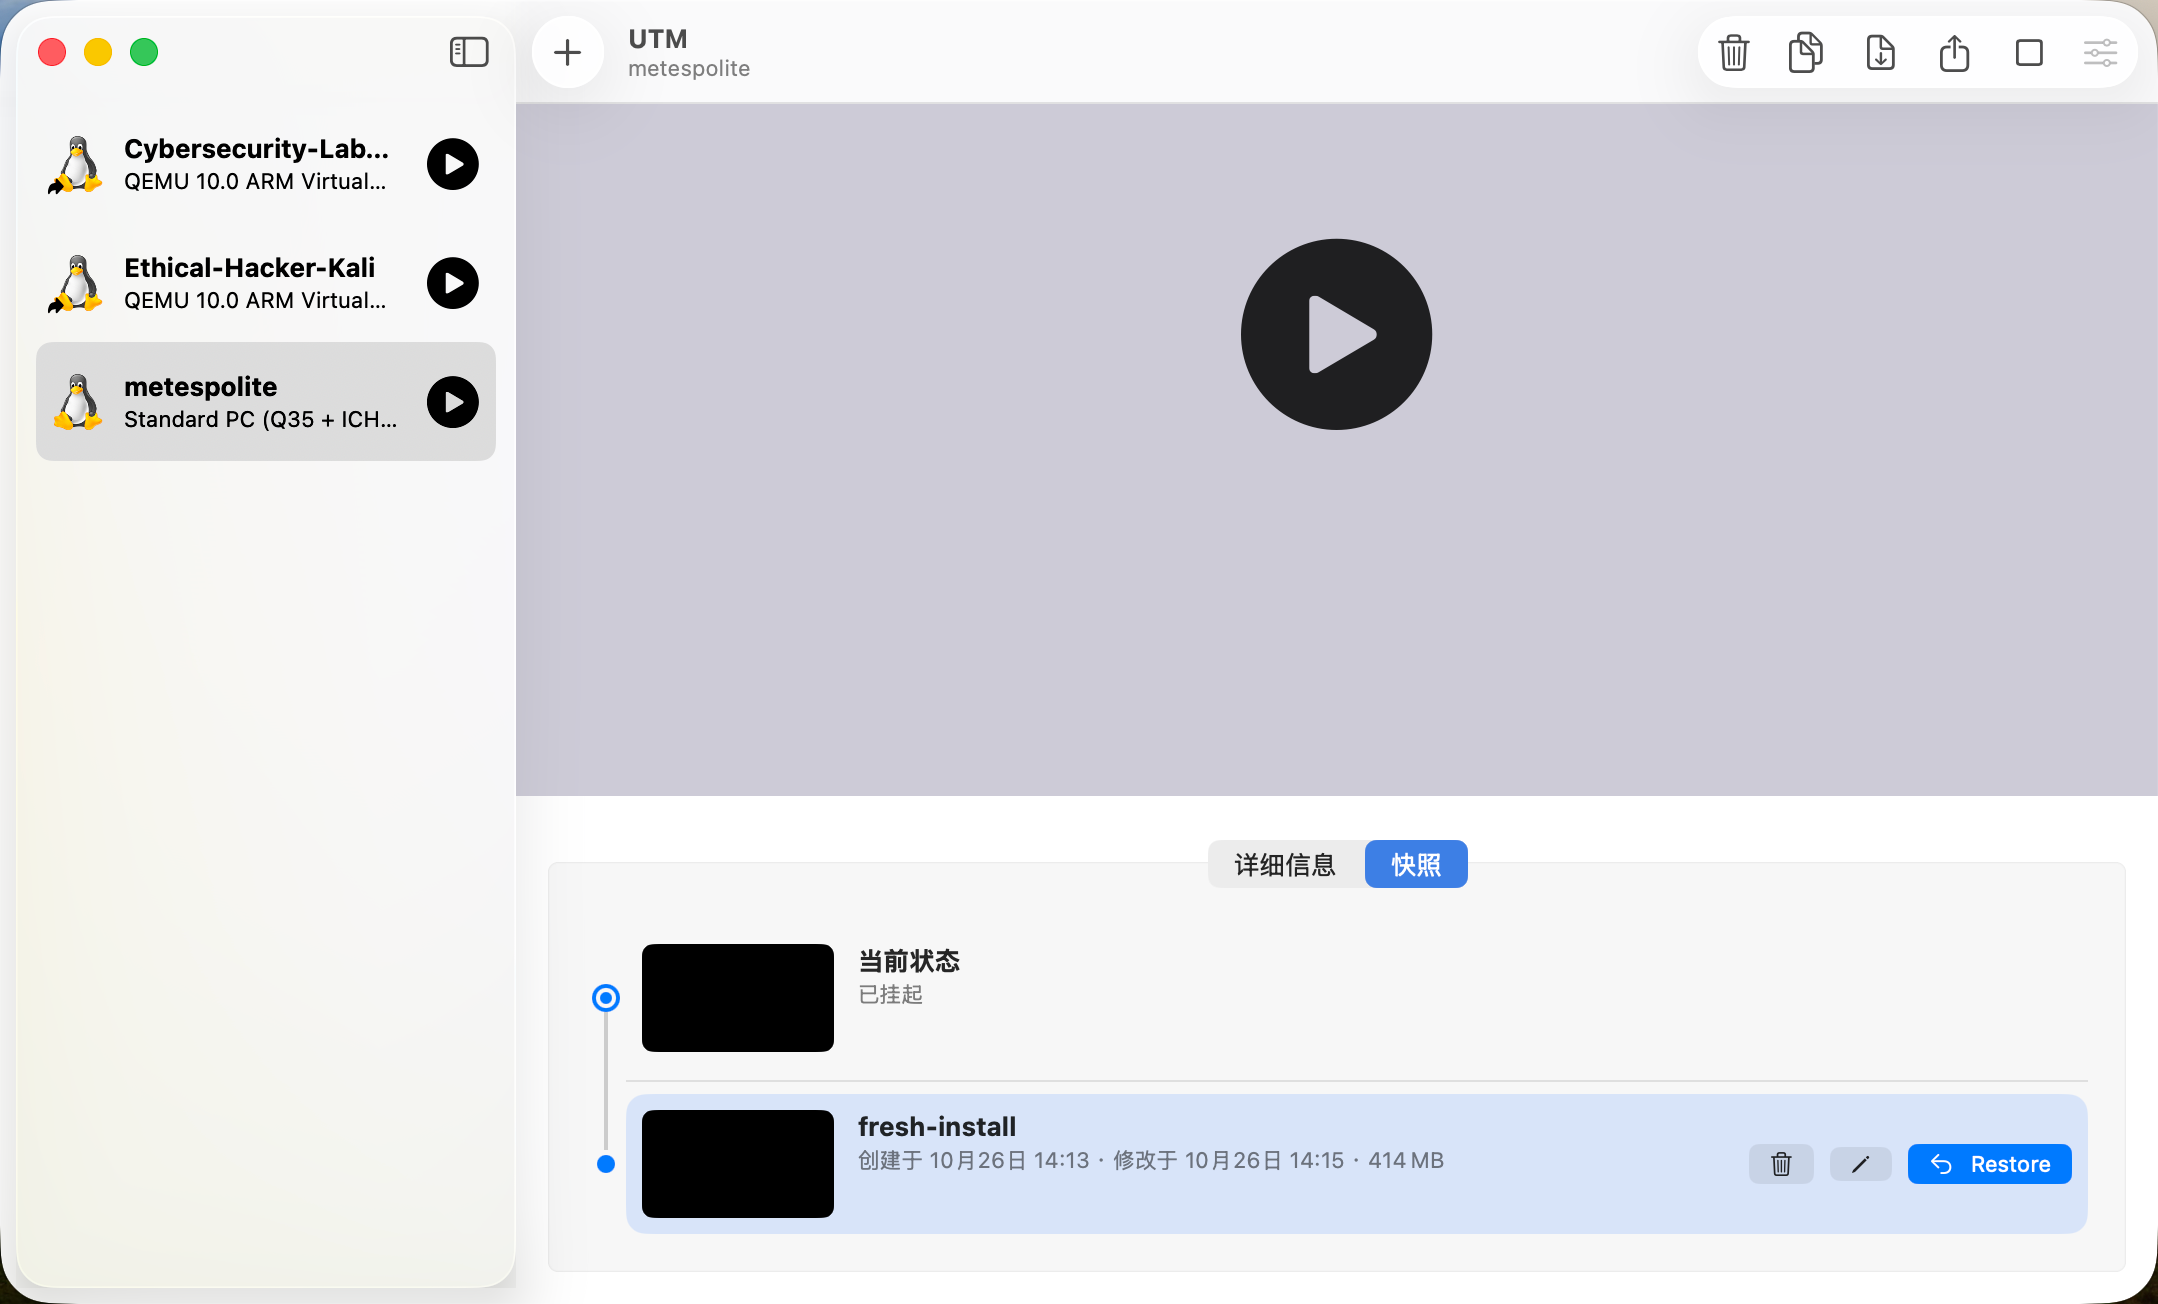 UTM
metespolite
Cybersecurity-Lab...
QEMU 10.0 ARM Virtual...
Ethical-Hacker-Kali
QEMU 10.0 ARM Virtual...
metespolite
Standard PC (Q35 + ICH...
详细信息
快照
当前状态
已挂起
fresh-install
创建于 10月26日 14:13 · 修改于 10月26日 14:15 · 414 MB
Restore